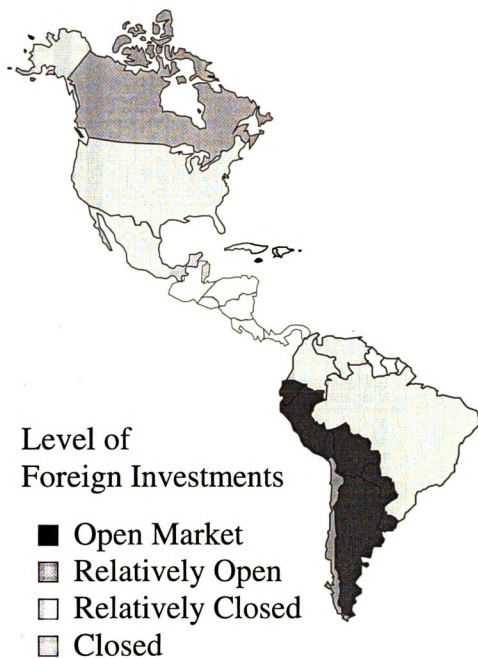 Level of
Foreign Investments
Open Market
Relatively Open
Relatively Closed
Closed